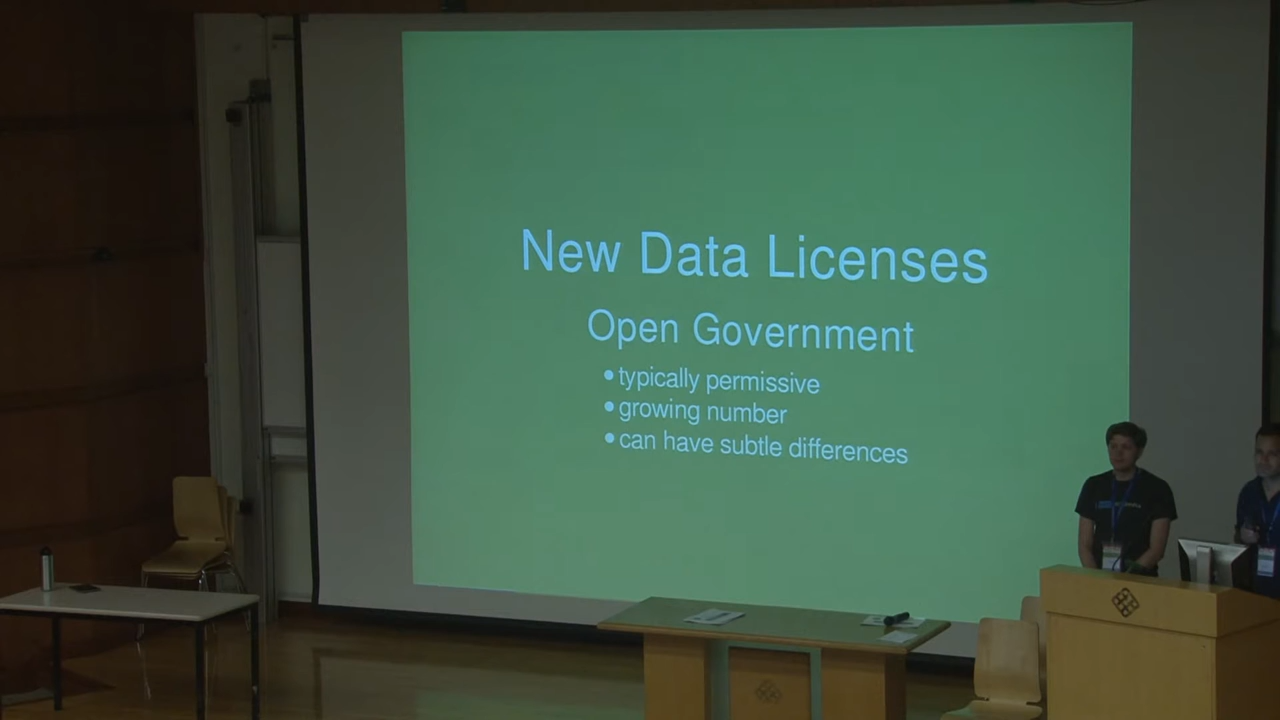 New Data Licenses
Open Government
• typically permissive
• growing number
• can have subtle differences